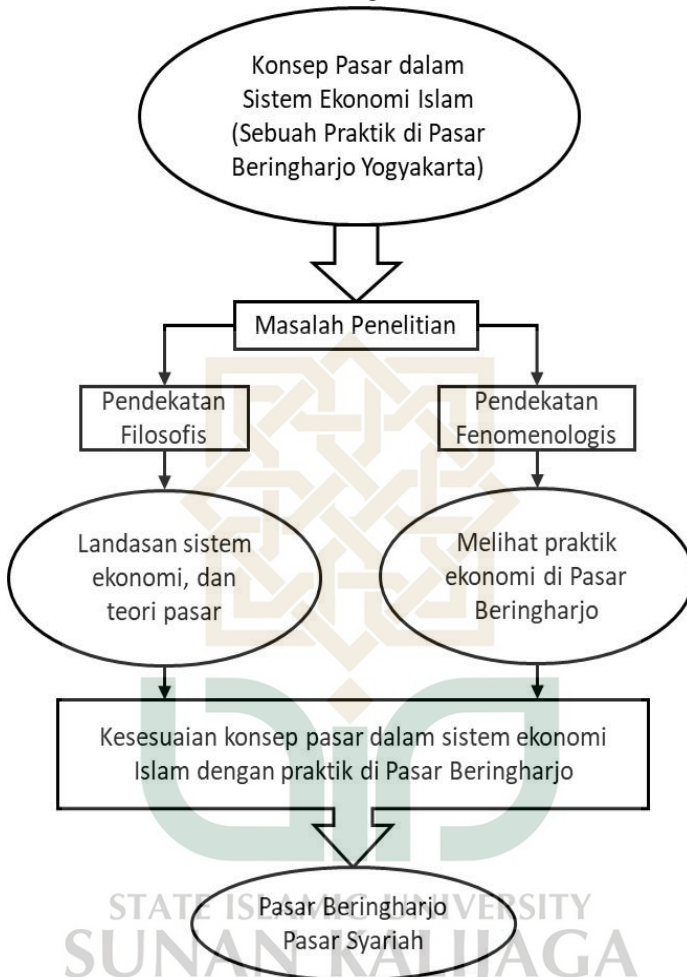 Konsep Pasar dalam
Sistem Ekonomi Islam
(Sebuah Praktik di Pasar
Beringharjo Yogyakarta)
Masalah Penelitian
Pendekatan
Filosofis
Pendekatan
Fenomenologis
Landasan sistem
ekonomi, dan
teori pasar
Melihat praktik
ekonomi di Pasar
Beringharjo
Kesesuaian konsep pasar dalam sistem ekonomi
Islam dengan praktik di Pasar Beringharjo
Pasar Beringharjo
Pasar Syariah
STATE ISLAMIC UNIVERSITY
SUNAN KALIJAGA